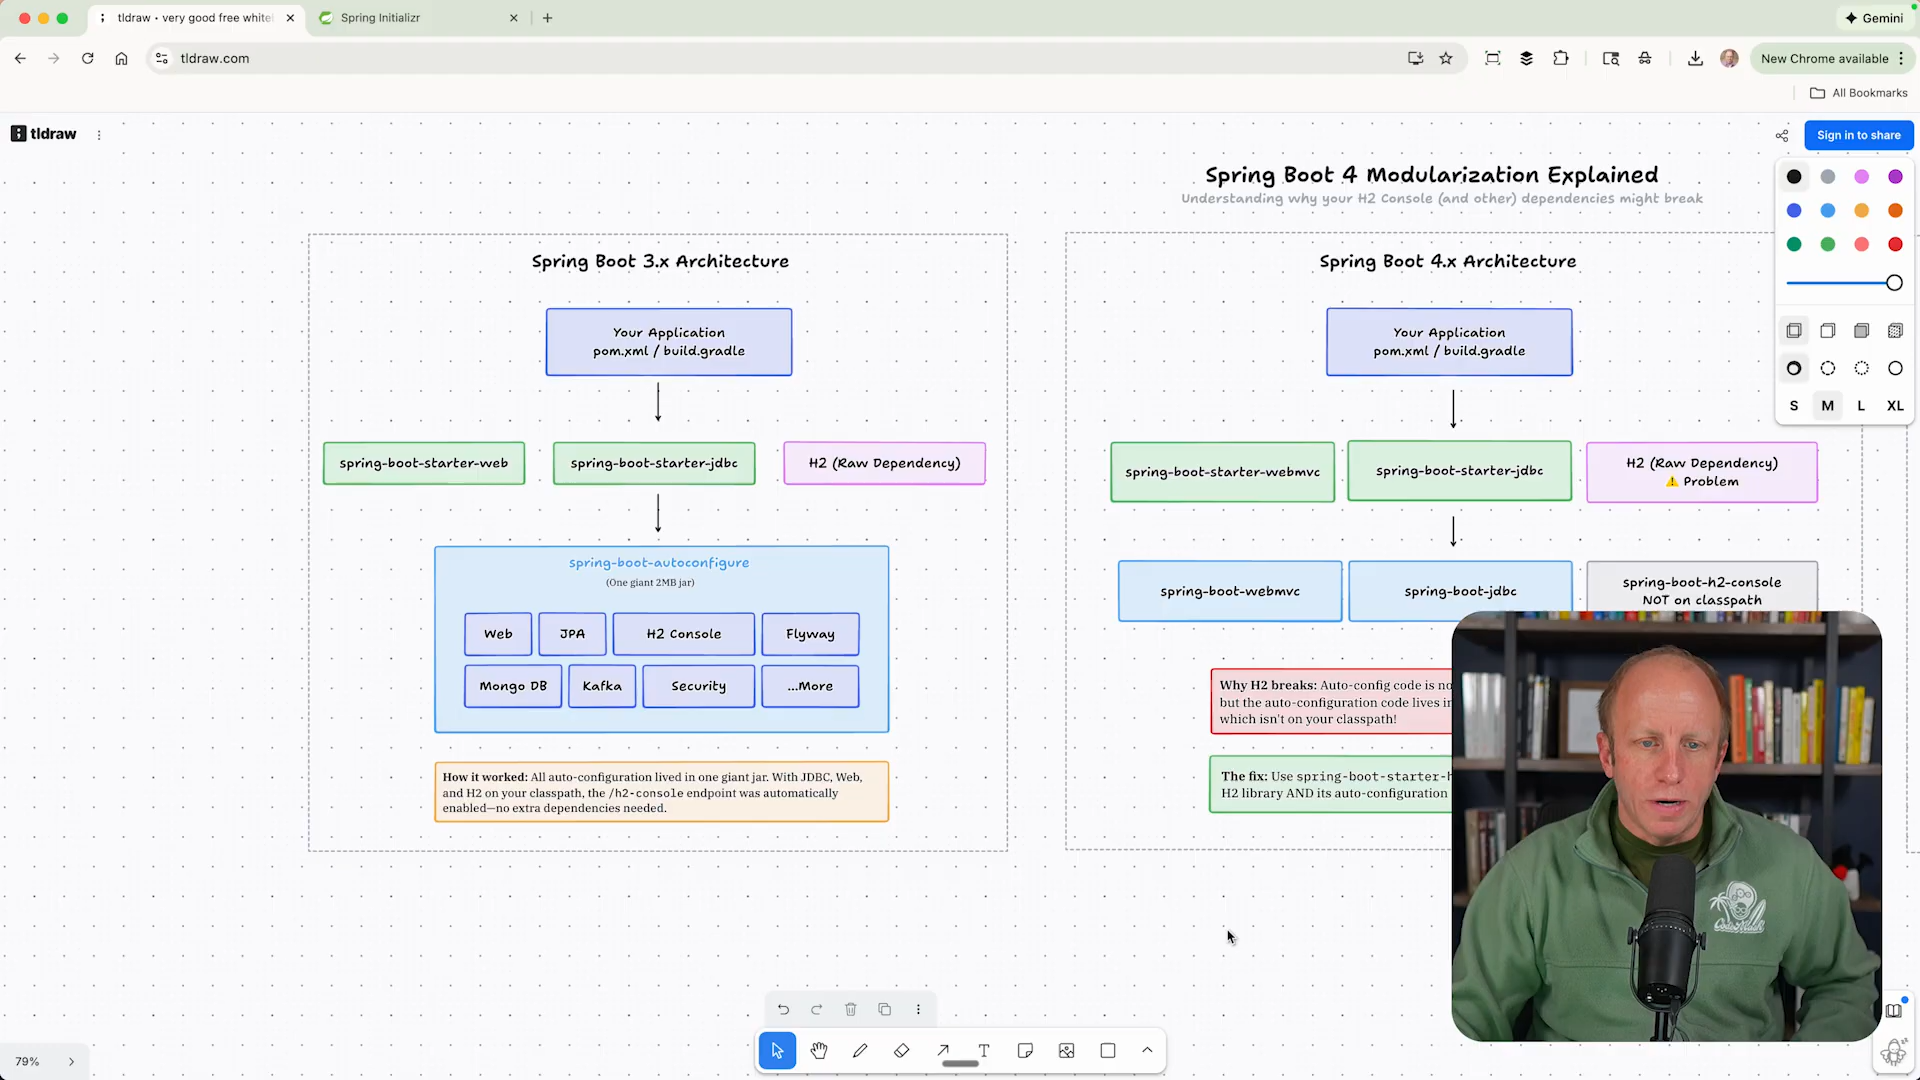 tldraw • very good free whitel
Spring Initializr
Gemini
tldraw.com
New Chrome available
All Bookmarks
tldraw
Sign in to share
Spring Boot 4 Modularization Explained
Understanding why your H2 Console (and other) dependencies might break
Spring Boot 3.x Architecture
Your Application
pom.xml / build.gradle
spring-boot-starter-web
spring-boot-starter-jdbc
H2 (Raw Dependency)
spring-boot-autoconfigure
(One giant 2MB jar)
Web
JPA
H2 Console
Flyway
Mongo DB
Kafka
Security
...More
How it worked: All auto-configuration lived in one giant jar. With JDBC, Web,
and H2 on your classpath, the /h2-console endpoint was automatically
enabled—no extra dependencies needed.
Spring Boot 4.x Architecture
Your Application
pom.xml / build.gradle
spring-boot-starter-webmvc
spring-boot-starter-jdbc
H2 (Raw Dependency)
⚠️ Problem
spring-boot-webmvc
spring-boot-jdbc
spring-boot-h2-console
NOT on classpath
Why H2 breaks: Auto-config code is no
but the auto-configuration code lives in
which isn't on your classpath!
The fix: Use spring-boot-starter-h
H2 library AND its auto-configuration
S
M
L
XL
79%
CodeMash